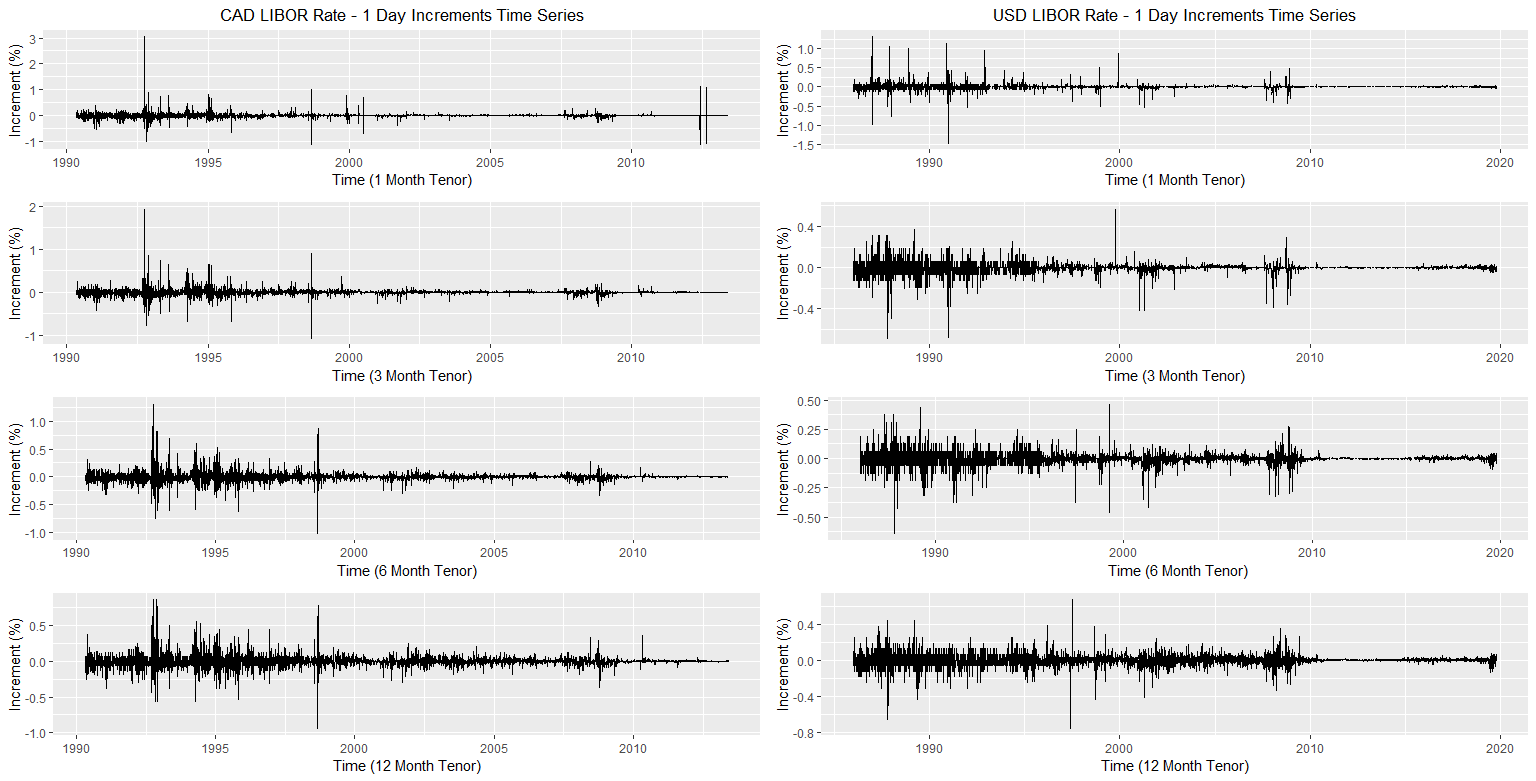 CAD LIBOR Rate - 1 Day Increments Time Series
Increment (%)
3
2
1
0
-1
1990 1995 2000 2005 2010
Time (1 Month Tenor)
Increment (%)
2
1
0
-1
1990 1995 2000 2005 2010
Time (3 Month Tenor)
Increment (%)
1.0
0.5
0.0
-0.5
-1.0
1990 1995 2000 2005 2010
Time (6 Month Tenor)
Increment (%)
0.5
0.0
-0.5
-1.0
1990 1995 2000 2005 2010
Time (12 Month Tenor)
USD LIBOR Rate - 1 Day Increments Time Series
Increment (%)
1.0
0.5
0.0
-0.5
-1.0
-1.5
1990 2000 2010 2020
Time (1 Month Tenor)
Increment (%)
0.4
0.0
-0.4
1990 2000 2010 2020
Time (3 Month Tenor)
Increment (%)
0.50
0.25
0.00
-0.25
-0.50
1990 2000 2010 2020
Time (6 Month Tenor)
Increment (%)
0.4
0.0
-0.4
-0.8
1990 2000 2010 2020
Time (12 Month Tenor)